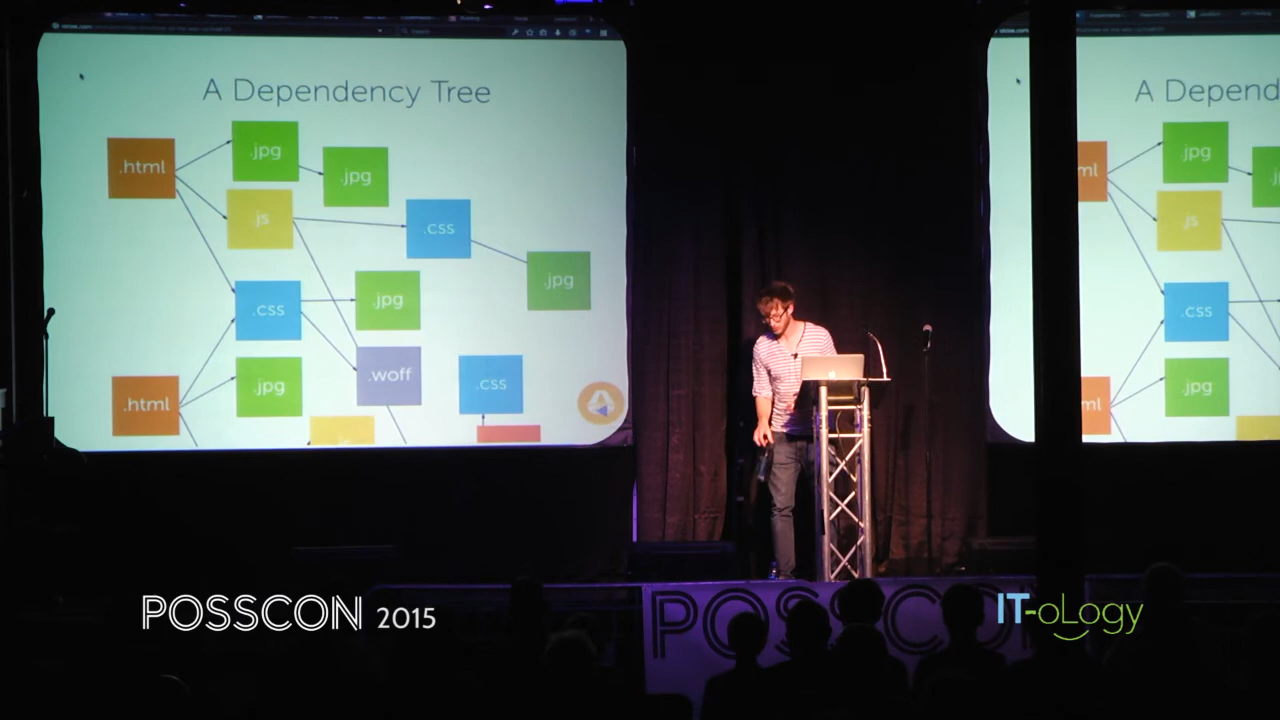 A Dependency Tree
.html
.jpg
.jpg
js
.css
.jpg
.css
.jpg
.html
.jpg
.woff
.css
A Depend
ml
.jpg
js
.css
ml
.jpg
POSSCON 2015
POSSCON
IT-oLogy